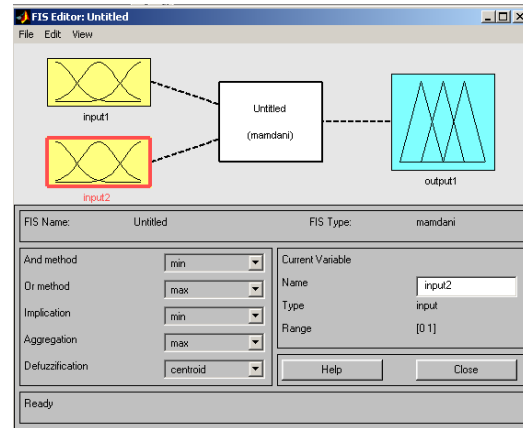 FIS Editor: Untitled
File Edit View
input1
Untitled
(mamdani)
input2
output1
FIS Name: Untitled FIS Type: mamdani
And method min
Or method max
Implication min
Aggregation max
Defuzzification centroid
Current Variable
Name input2
Type input
Range [0 1]
Help Close
Ready